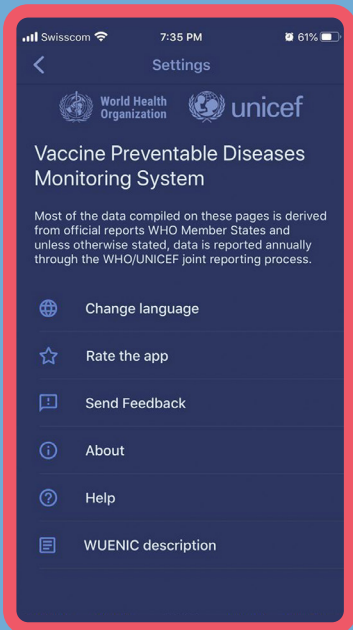 Swisscom 7:35 PM 61%
Settings
World Health
Organization
unicef
Vaccine Preventable Diseases
Monitoring System
Most of the data compiled on these pages is derived
from official reports WHO Member States and
unless otherwise stated, data is reported annually
through the WHO/UNICEF joint reporting process.
Change language
Rate the app
Send Feedback
About
Help
WUENIC description